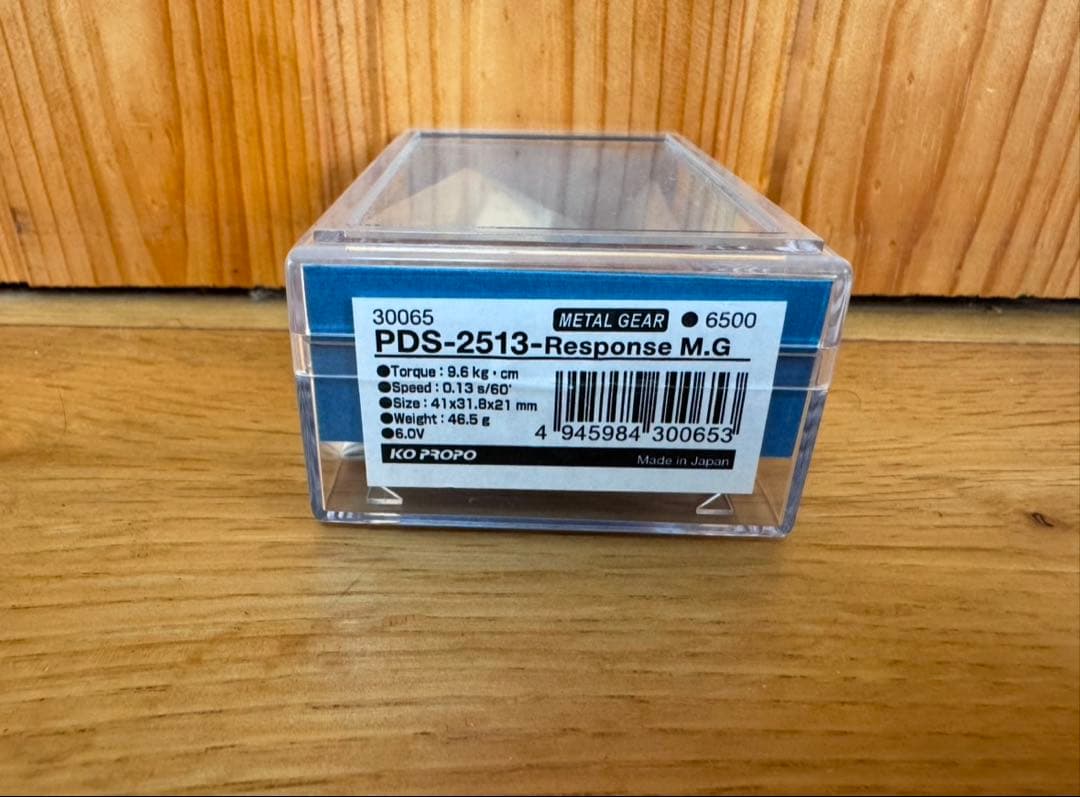 30065 METAL GEAR ● 6500
PDS-2513-Response M.G
●Torque : 9.6 kg・cm
●Speed : 0.13 s/60°
●Size : 41x31.8x21 mm
●Weight : 46.5 g
●6.0V
4 945984 300653
KO PROPO Made in Japan